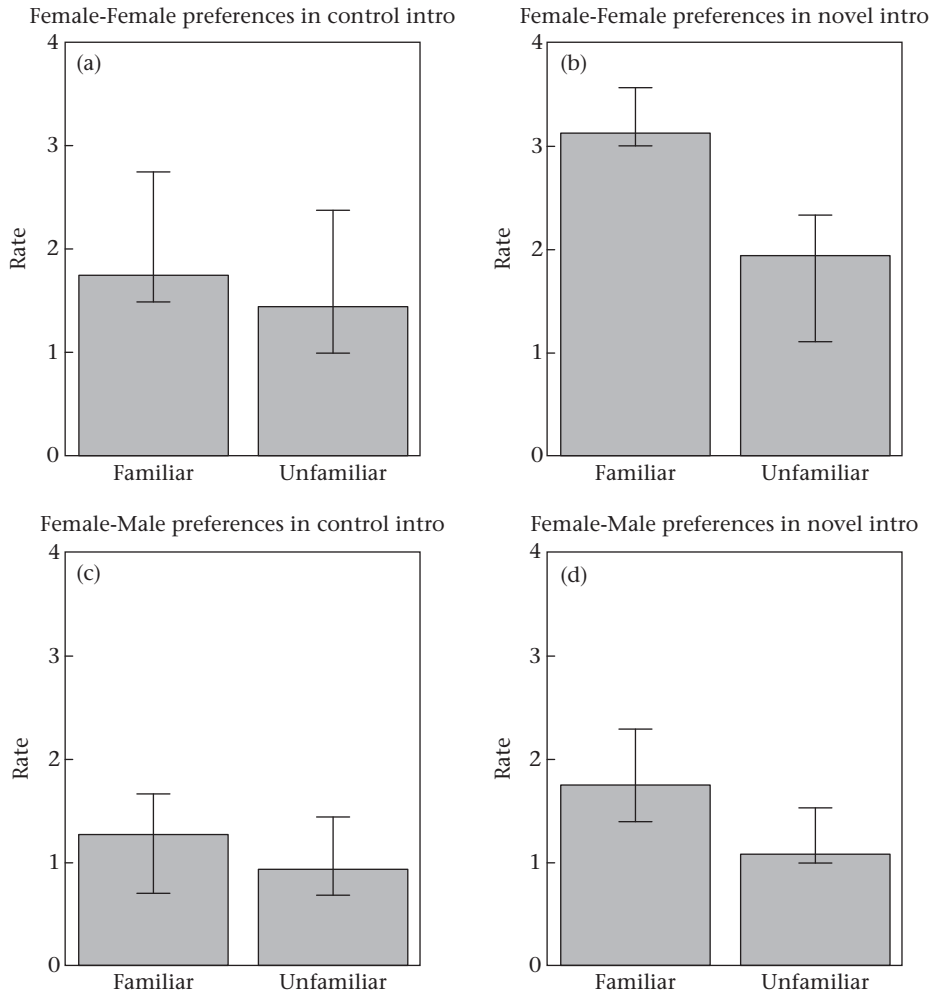 Female-Female preferences in control intro
4
(a)
3
2
1
0
Rate
Familiar Unfamiliar
Female-Female preferences in novel intro
4
(b)
3
2
1
0
Rate
Familiar Unfamiliar
Female-Male preferences in control intro
4
(c)
3
2
1
0
Rate
Familiar Unfamiliar
Female-Male preferences in novel intro
4
(d)
3
2
1
0
Rate
Familiar Unfamiliar